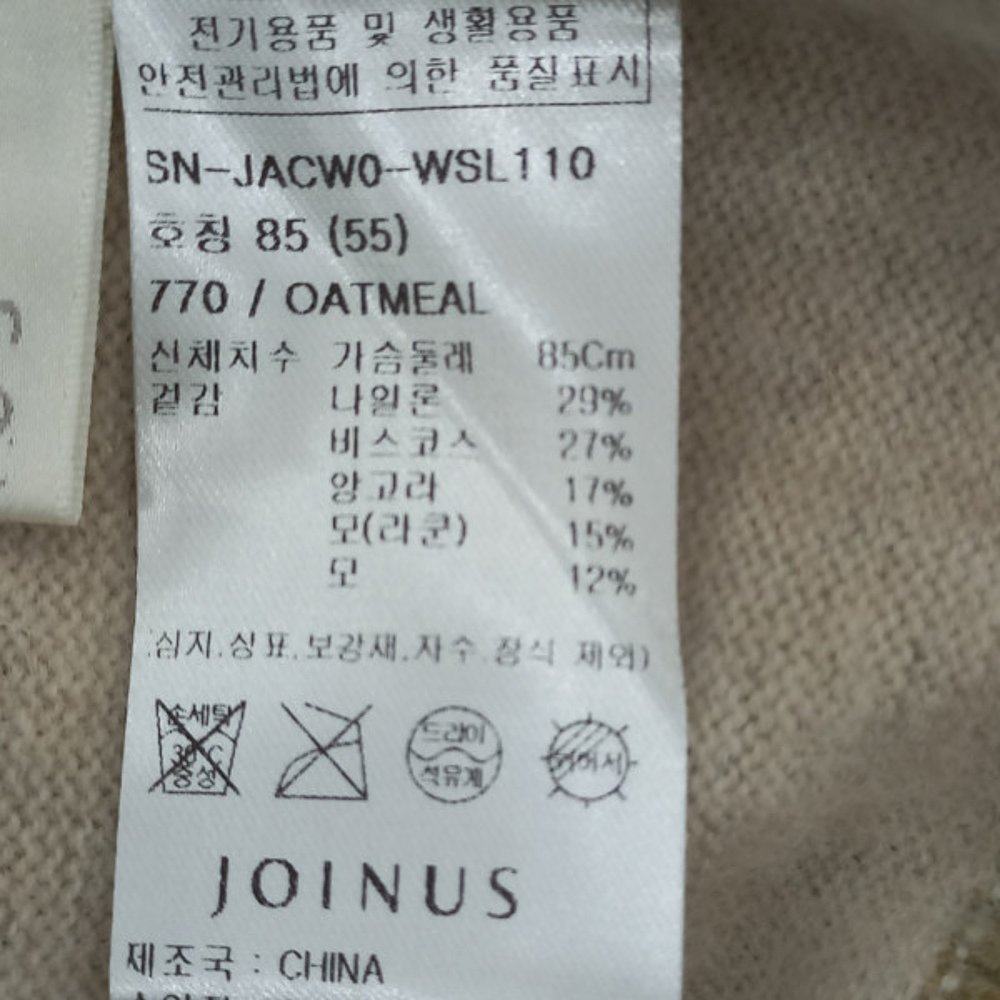 전기용품 및 생활용품
안전관리법에 의한 품질표시
SN-JACW0-WSL110
호칭 85 (55)
770 / OATMEAL
신체치수 가슴둘레 85Cm
겉감 나일론 29%
비스코스 27%
앙고라 17%
모(라쿤) 15%
모 12%
심지.상표.보강재.자수.장식 제외)
손세탁
30°C
중성
드라이
석유계
뉘어서
JOINUS
제조국 : CHINA